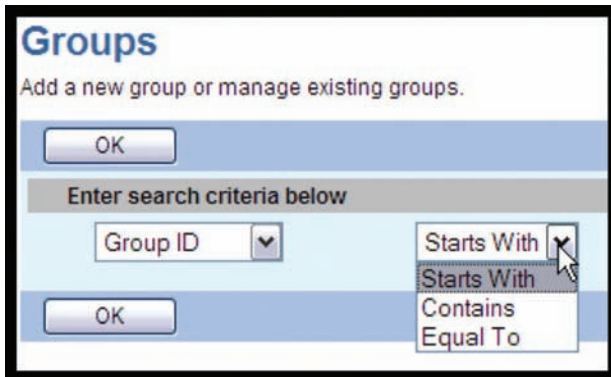 Groups
Add a new group or manage existing groups.
OK
Enter search criteria below
Group ID Starts With
Starts With
Contains
OK
Equal To